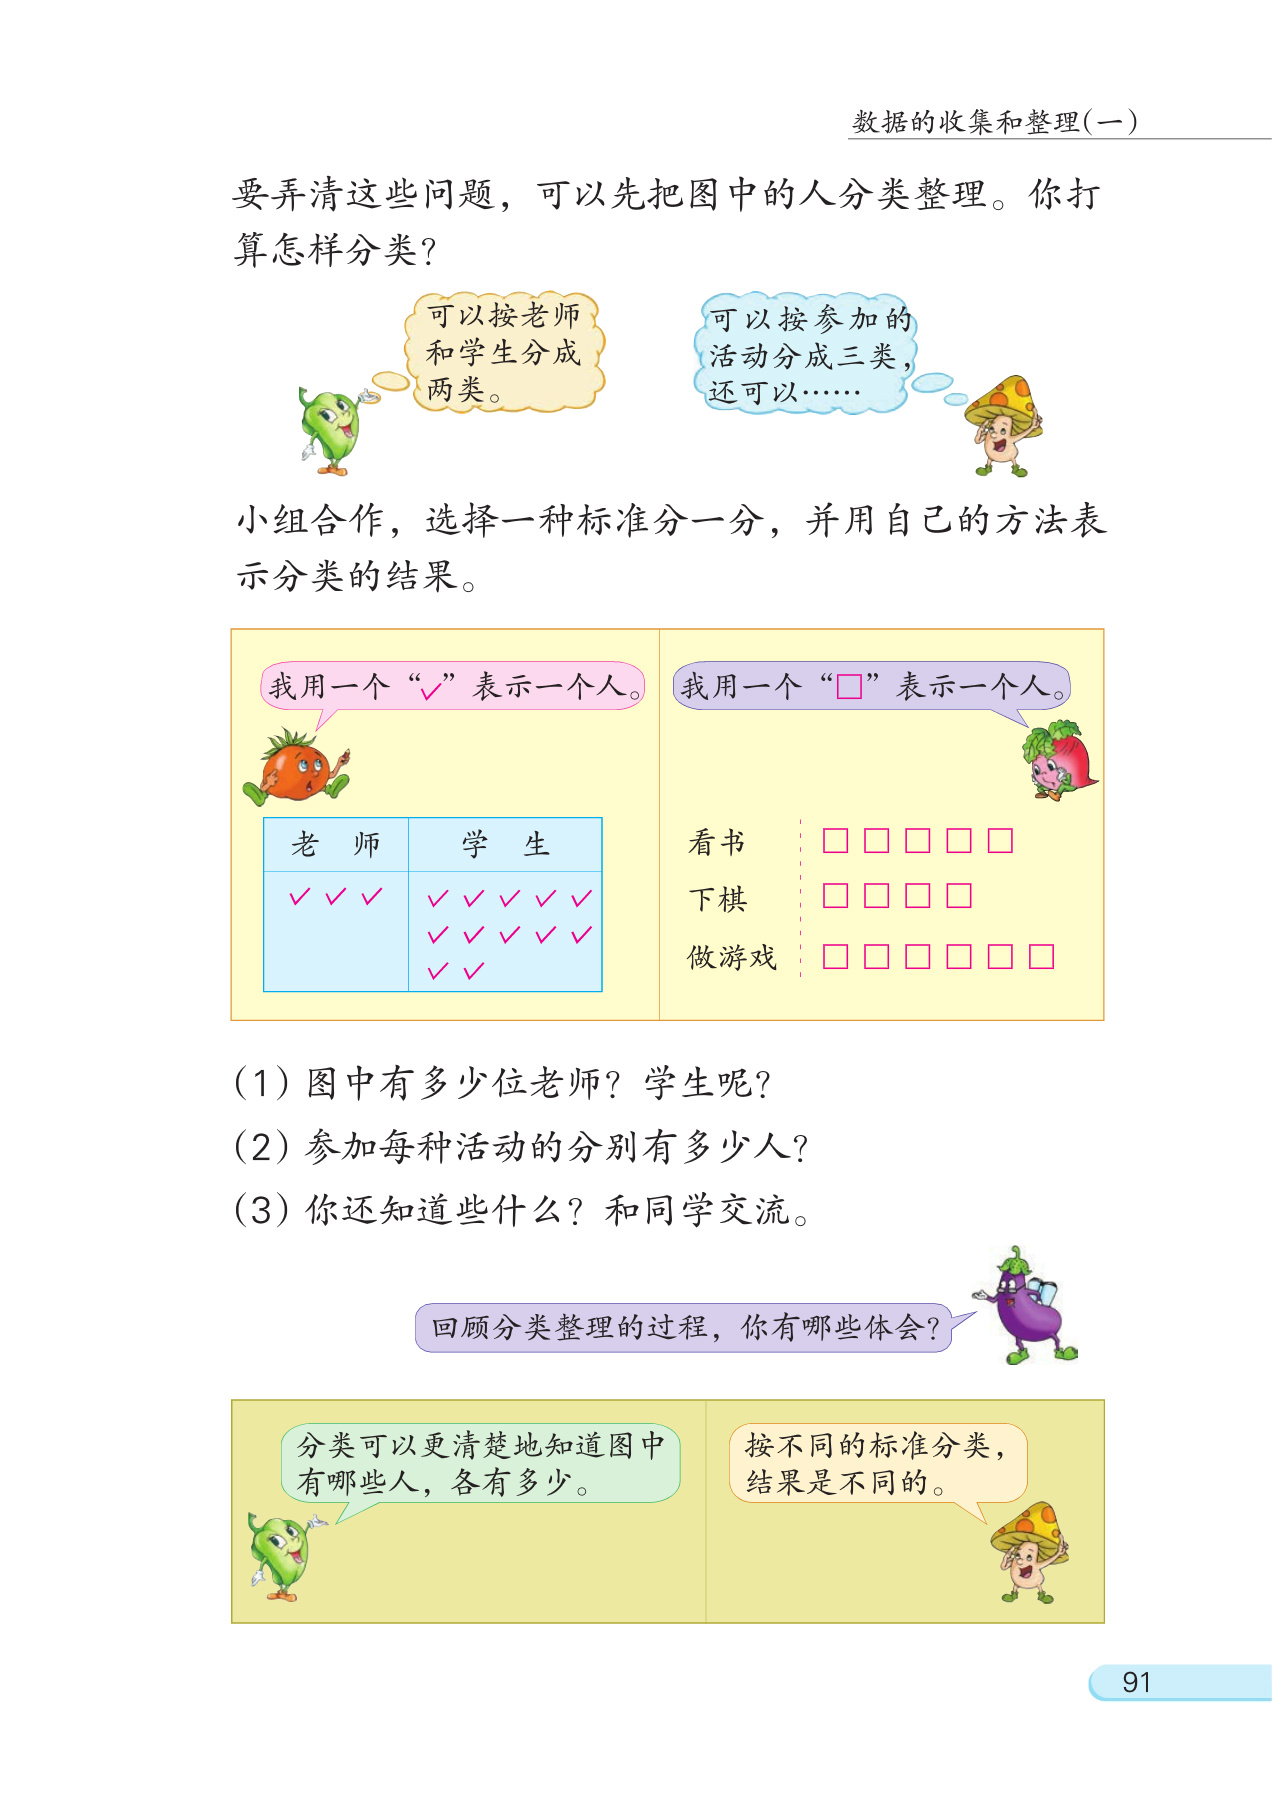 数据的收集和整理(一)
要弄清这些问题，可以先把图中的人分类整理。你打
算怎样分类？
可以按老师
和学生分成
两类。
可以按参加的
活动分成三类，
还可以……
小组合作，选择一种标准分一分，并用自己的方法表
示分类的结果。
我用一个“✓”表示一个人。
我用一个“□”表示一个人。
老 师 学 生
✓ ✓ ✓ ✓ ✓ ✓ ✓ ✓
✓ ✓ ✓ ✓ ✓
✓ ✓
看书 □ □ □ □ □
下棋 □ □ □ □
做游戏 □ □ □ □ □ □
(1) 图中有多少位老师？学生呢？
(2) 参加每种活动的分别有多少人？
(3) 你还知道些什么？和同学交流。
回顾分类整理的过程，你有哪些体会？
分类可以更清楚地知道图中
有哪些人，各有多少。
按不同的标准分类，
结果是不同的。
91